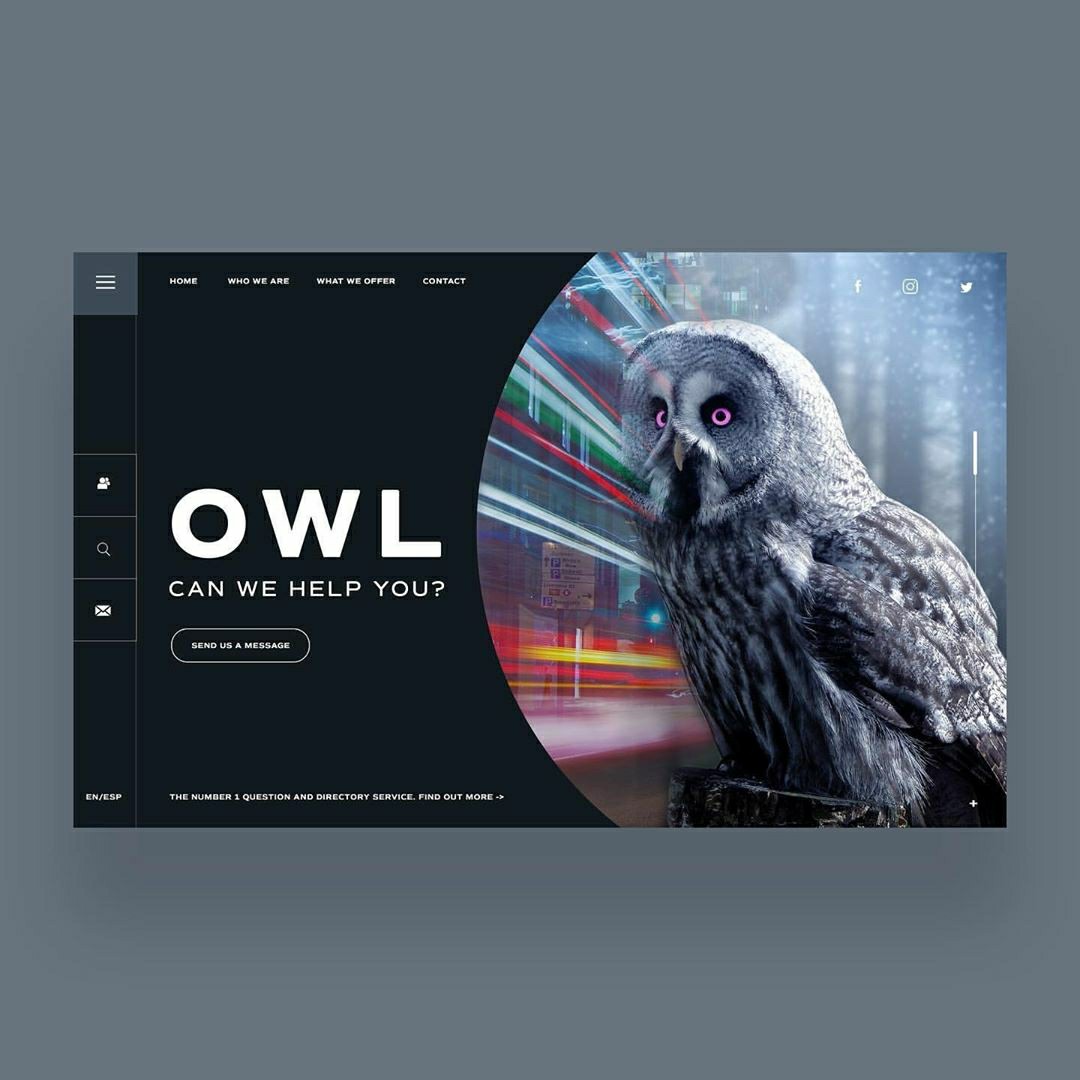 HOME
WHO WE ARE
WHAT WE OFFER
CONTACT
OWL
CAN WE HELP YOU?
SEND US A MESSAGE
EN/ESP
THE NUMBER 1 QUESTION AND DIRECTORY SERVICE. FIND OUT MORE ->